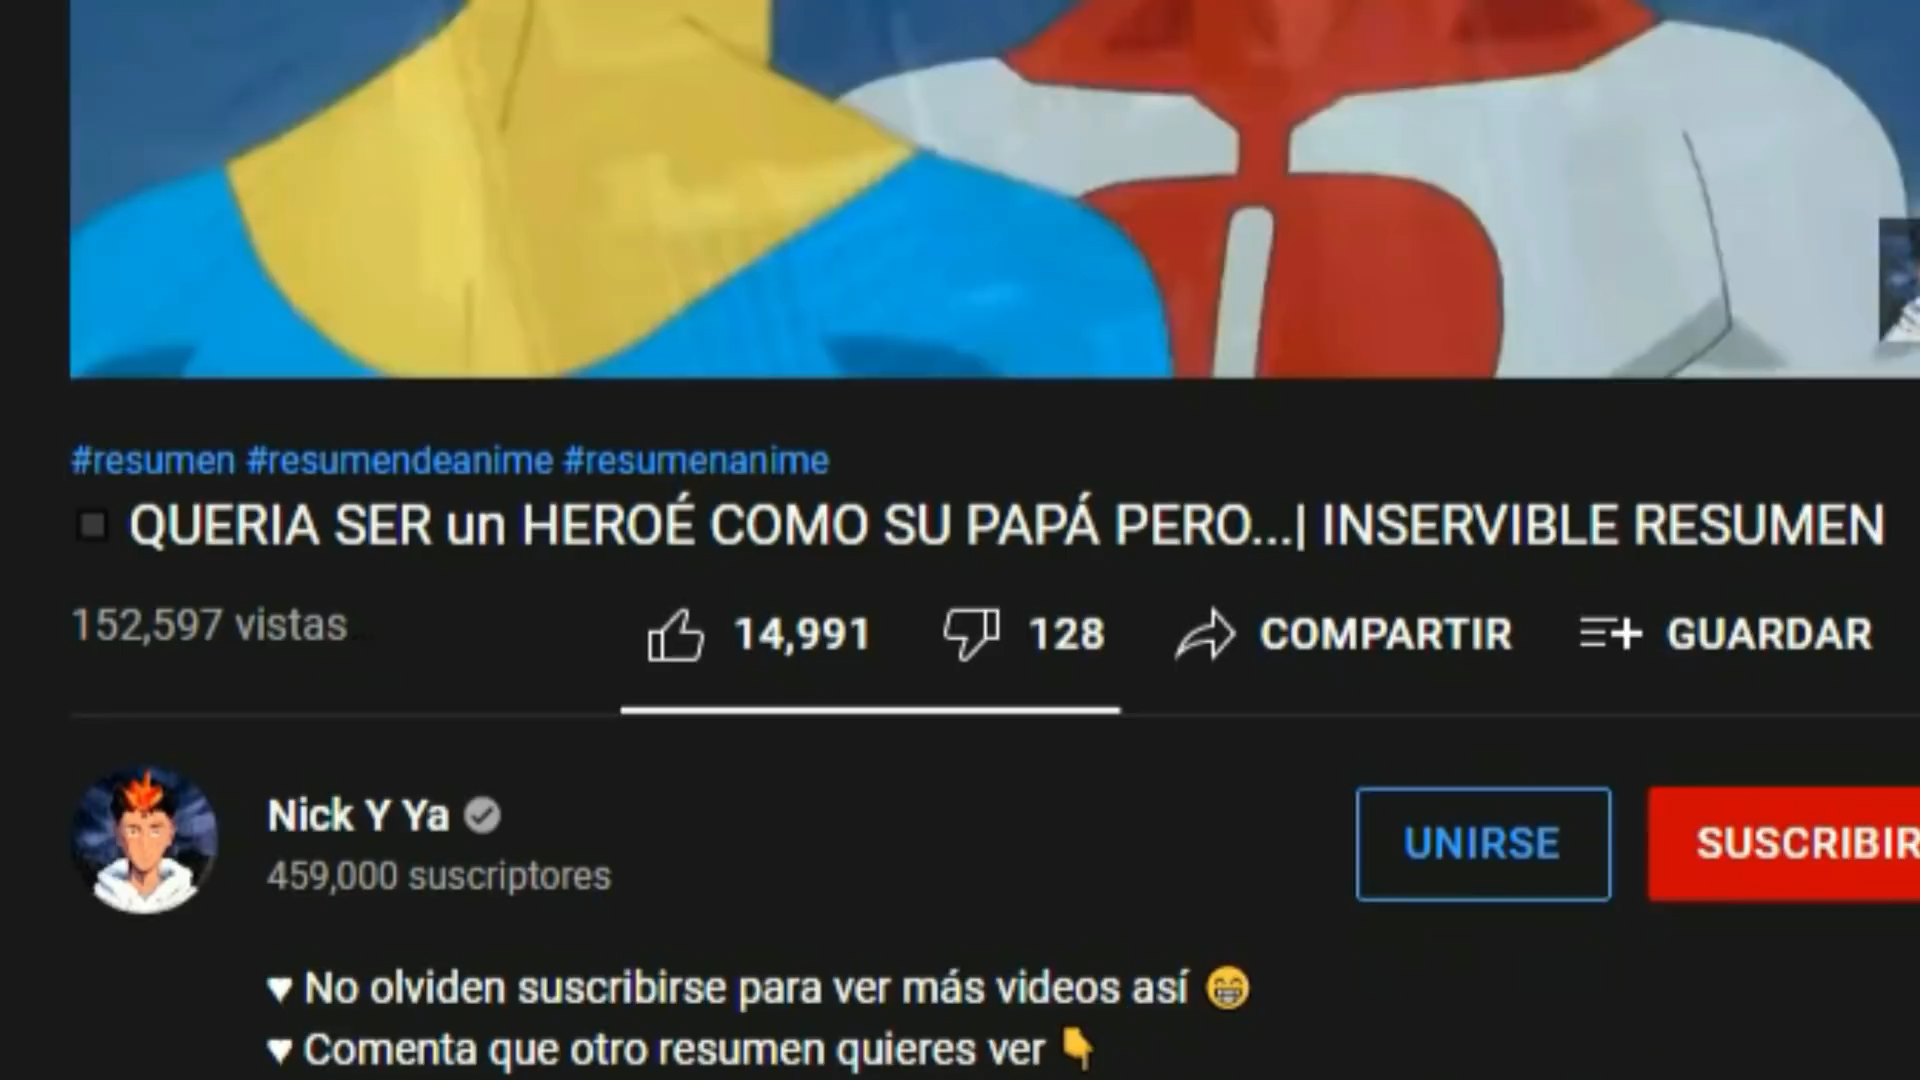 #resumen #resumendeanime #resumenanime
QUERIA SER un HEROÉ COMO SU PAPÁ PERO...| INSERVIBLE RESUMEN
152,597 vistas
14,991
128
COMPARTIR
GUARDAR
Nick Y Ya
459,000 suscriptores
UNIRSE
SUSCRIBIR
♥ No olviden suscribirse para ver más videos así 😁
♥ Comenta que otro resumen quieres ver 👇